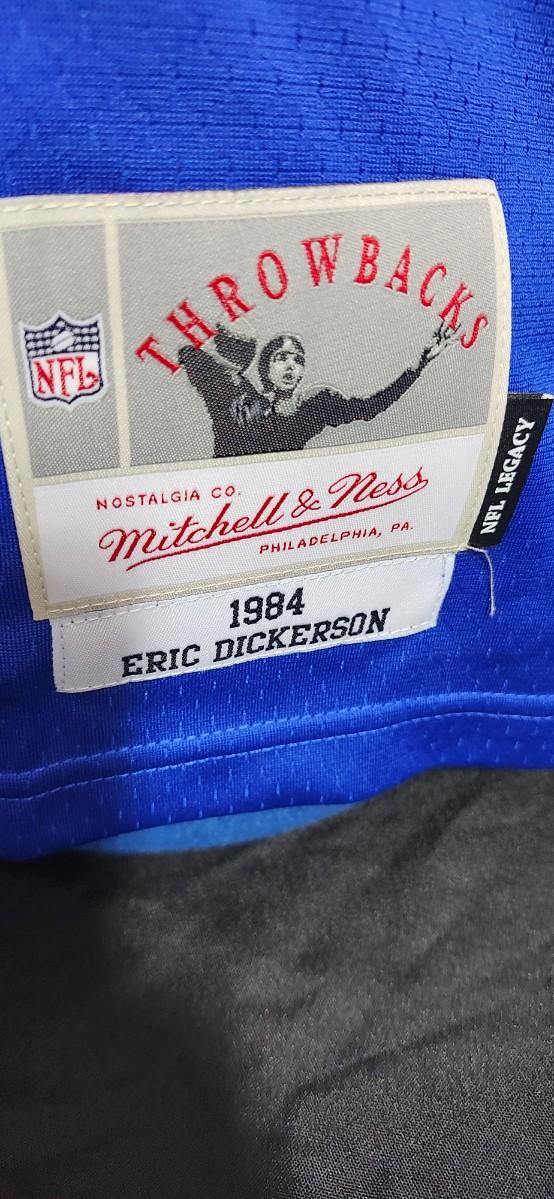 THROWBACKS
NFL
NOSTALGIA CO.
Mitchell & Ness
PHILADELPHIA, PA.
NFL LEGACY
1984
ERIC DICKERSON